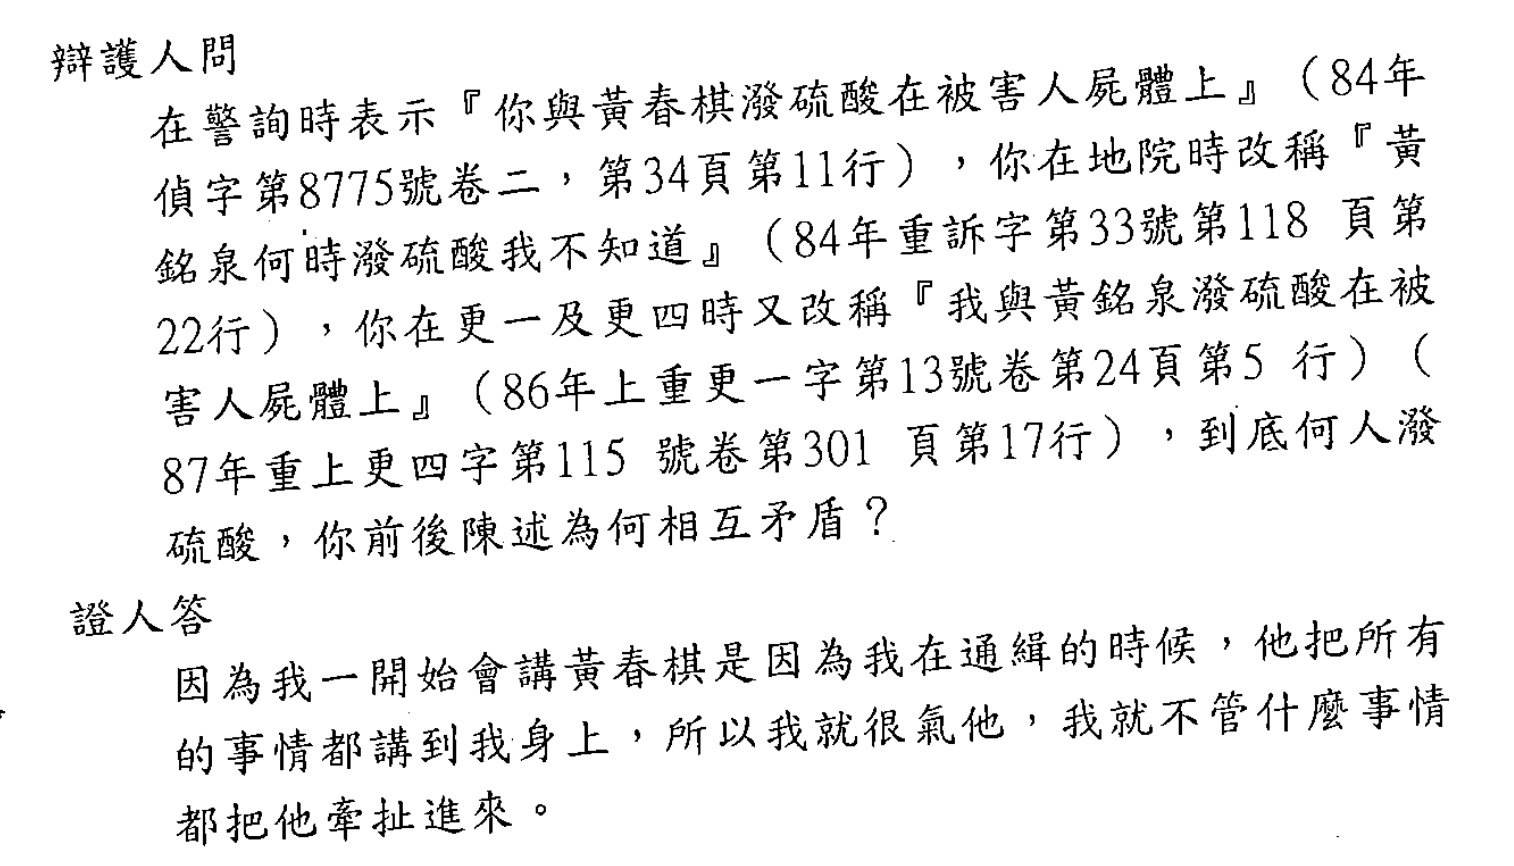 辯護人問
在警詢時表示『你與黃春棋潑硫酸在被害人屍體上』（84年
偵字第8775號卷二，第34頁第11行），你在地院時改稱『黃
銘泉何時潑硫酸我不知道』（84年重訴字第33號第118 頁第
22行），你在更一及更四時又改稱『我與黃銘泉潑硫酸在被
害人屍體上』（86年上重更一字第13號卷第24頁第5 行）（
87年重上更四字第115 號卷第301 頁第17行），到底何人潑
硫酸，你前後陳述為何相互矛盾？
證人答
因為我一開始會講黃春棋是因為我在通緝的時候，他把所有
的事情都講到我身上，所以我就很氣他，我就不管什麼事情
都把他牽扯進來。